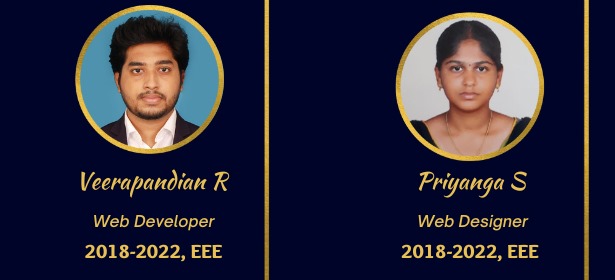 Veerapandian R
Web Developer
2018-2022, EEE
Priyanga S
Web Designer
2018-2022, EEE